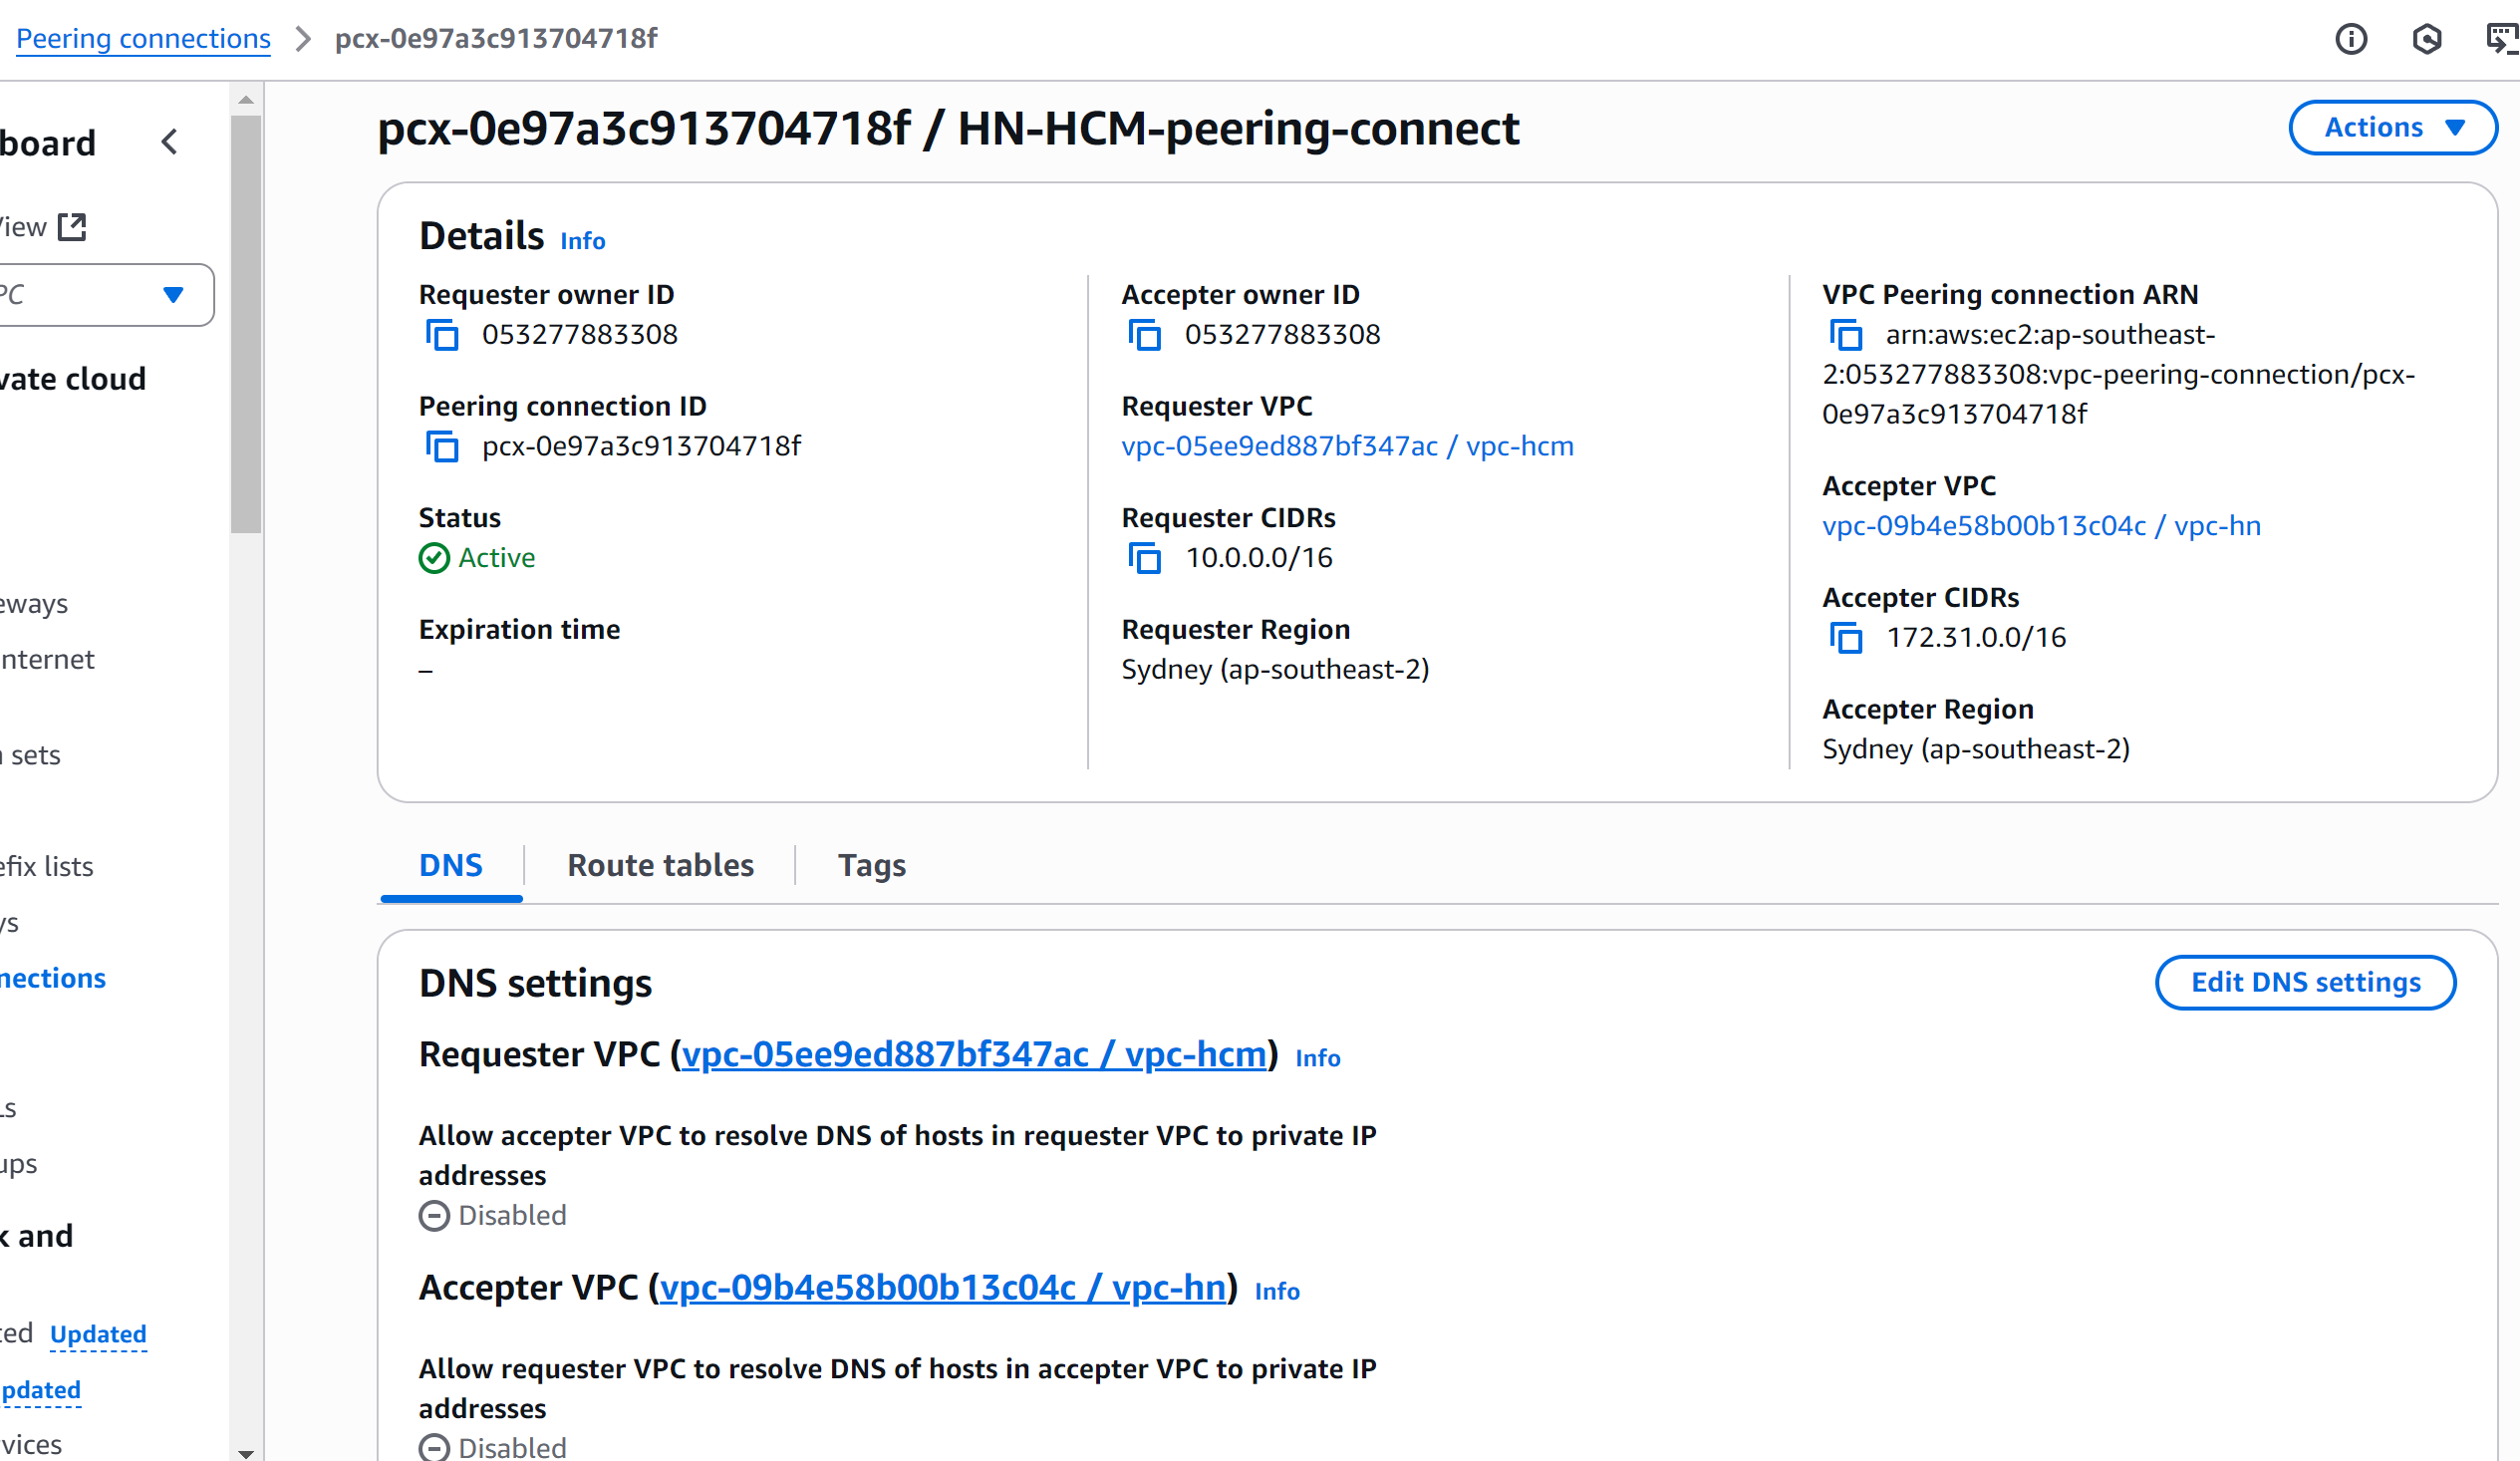 Peering connections > pcx-0e97a3c913704718f
board
View
PC
vate cloud
eways
nternet
n sets
efix lists
ys
nections
Ls
ups
k and
ted Updated
pdated
vices
pcx-0e97a3c913704718f / HN-HCM-peering-connect
Actions
Details Info
Requester owner ID
053277883308
Peering connection ID
pcx-0e97a3c913704718f
Status
Active
Expiration time
–
Accepter owner ID
053277883308
Requester VPC
vpc-05ee9ed887bf347ac / vpc-hcm
Requester CIDRs
10.0.0.0/16
Requester Region
Sydney (ap-southeast-2)
VPC Peering connection ARN
arn:aws:ec2:ap-southeast-
2:053277883308:vpc-peering-connection/pcx-
0e97a3c913704718f
Accepter VPC
vpc-09b4e58b00b13c04c / vpc-hn
Accepter CIDRs
172.31.0.0/16
Accepter Region
Sydney (ap-southeast-2)
DNS
Route tables
Tags
DNS settings
Edit DNS settings
Requester VPC (vpc-05ee9ed887bf347ac / vpc-hcm) Info
Allow accepter VPC to resolve DNS of hosts in requester VPC to private IP
addresses
Disabled
Accepter VPC (vpc-09b4e58b00b13c04c / vpc-hn) Info
Allow requester VPC to resolve DNS of hosts in accepter VPC to private IP
addresses
Disabled